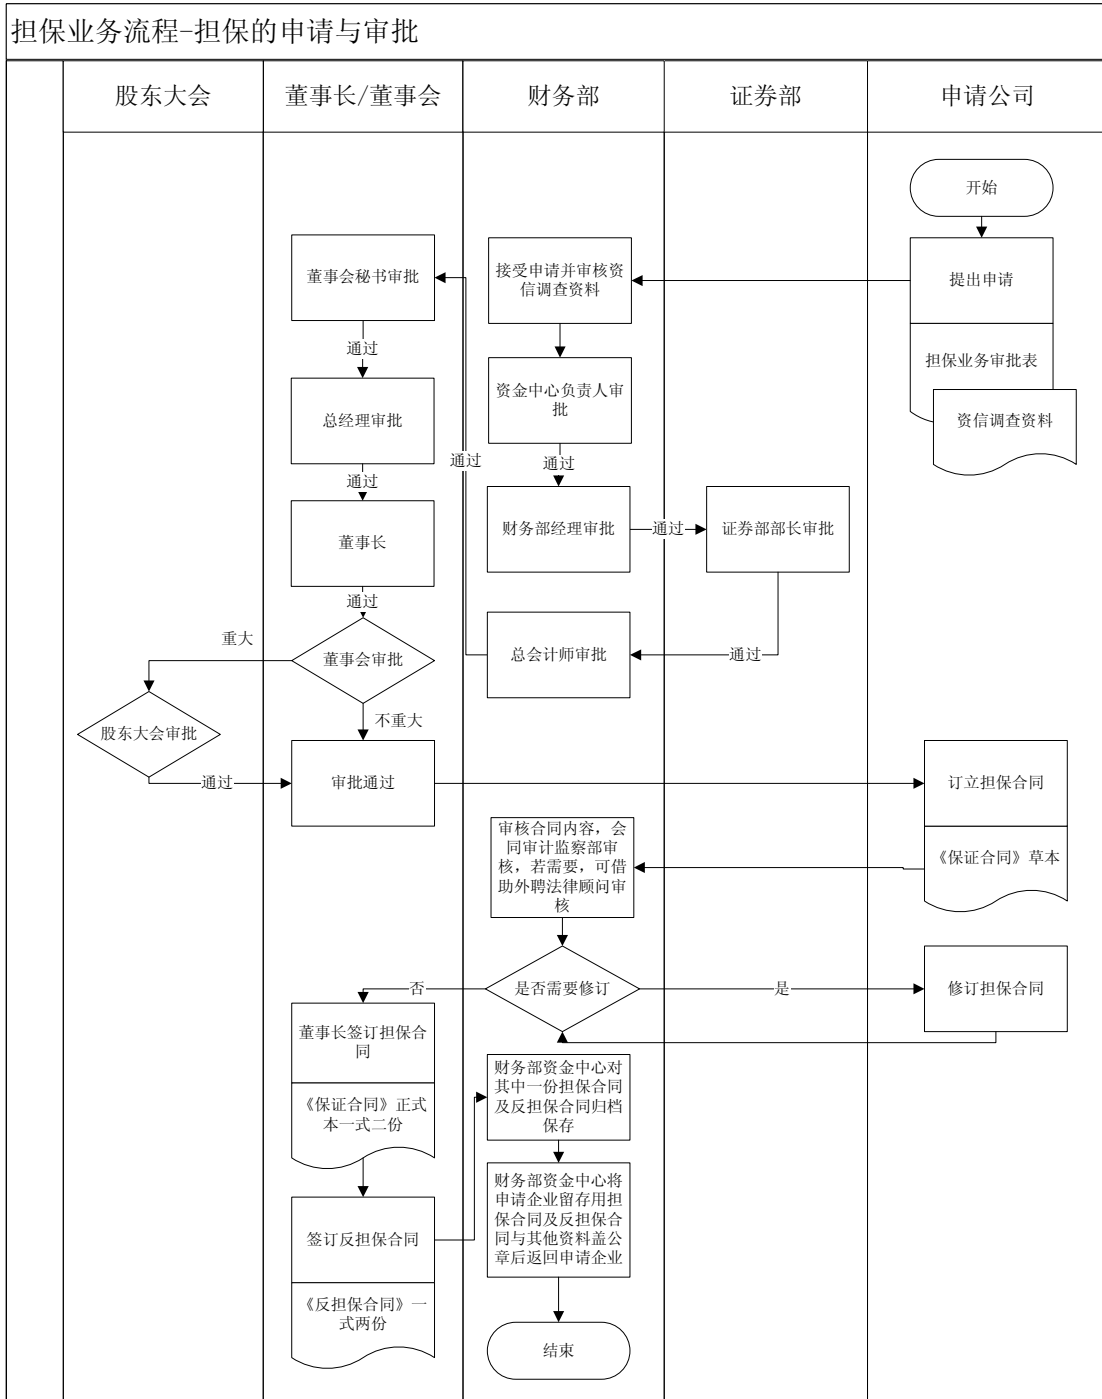 担保业务流程-担保的申请与审批
股东大会
董事长/董事会
财务部
证券部
申请公司
开始
董事会秘书审批
接受申请并审核资
信调查资料
提出申请
通过
担保业务审批表
资金中心负责人审
批
总经理审批
资信调查资料
通过
通过
通过
董事长
财务部经理审批
通过
证券部部长审批
通过
重大
董事会审批
总会计师审批
通过
不重大
股东大会审批
通过
审批通过
订立担保合同
审核合同内容，会
同审计监察部审
核，若需要，可借
助外聘法律顾问审
核
《保证合同》草本
否
是否需要修订
是
修订担保合同
董事长签订担保合
同
财务部资金中心对
其中一份担保合同
及反担保合同归档
保存
《保证合同》正式
本一式二份
财务部资金中心将
申请企业留存用担
保合同及反担保合
同与其他资料盖公
章后返回申请企业
签订反担保合同
《反担保合同》一
式两份
结束